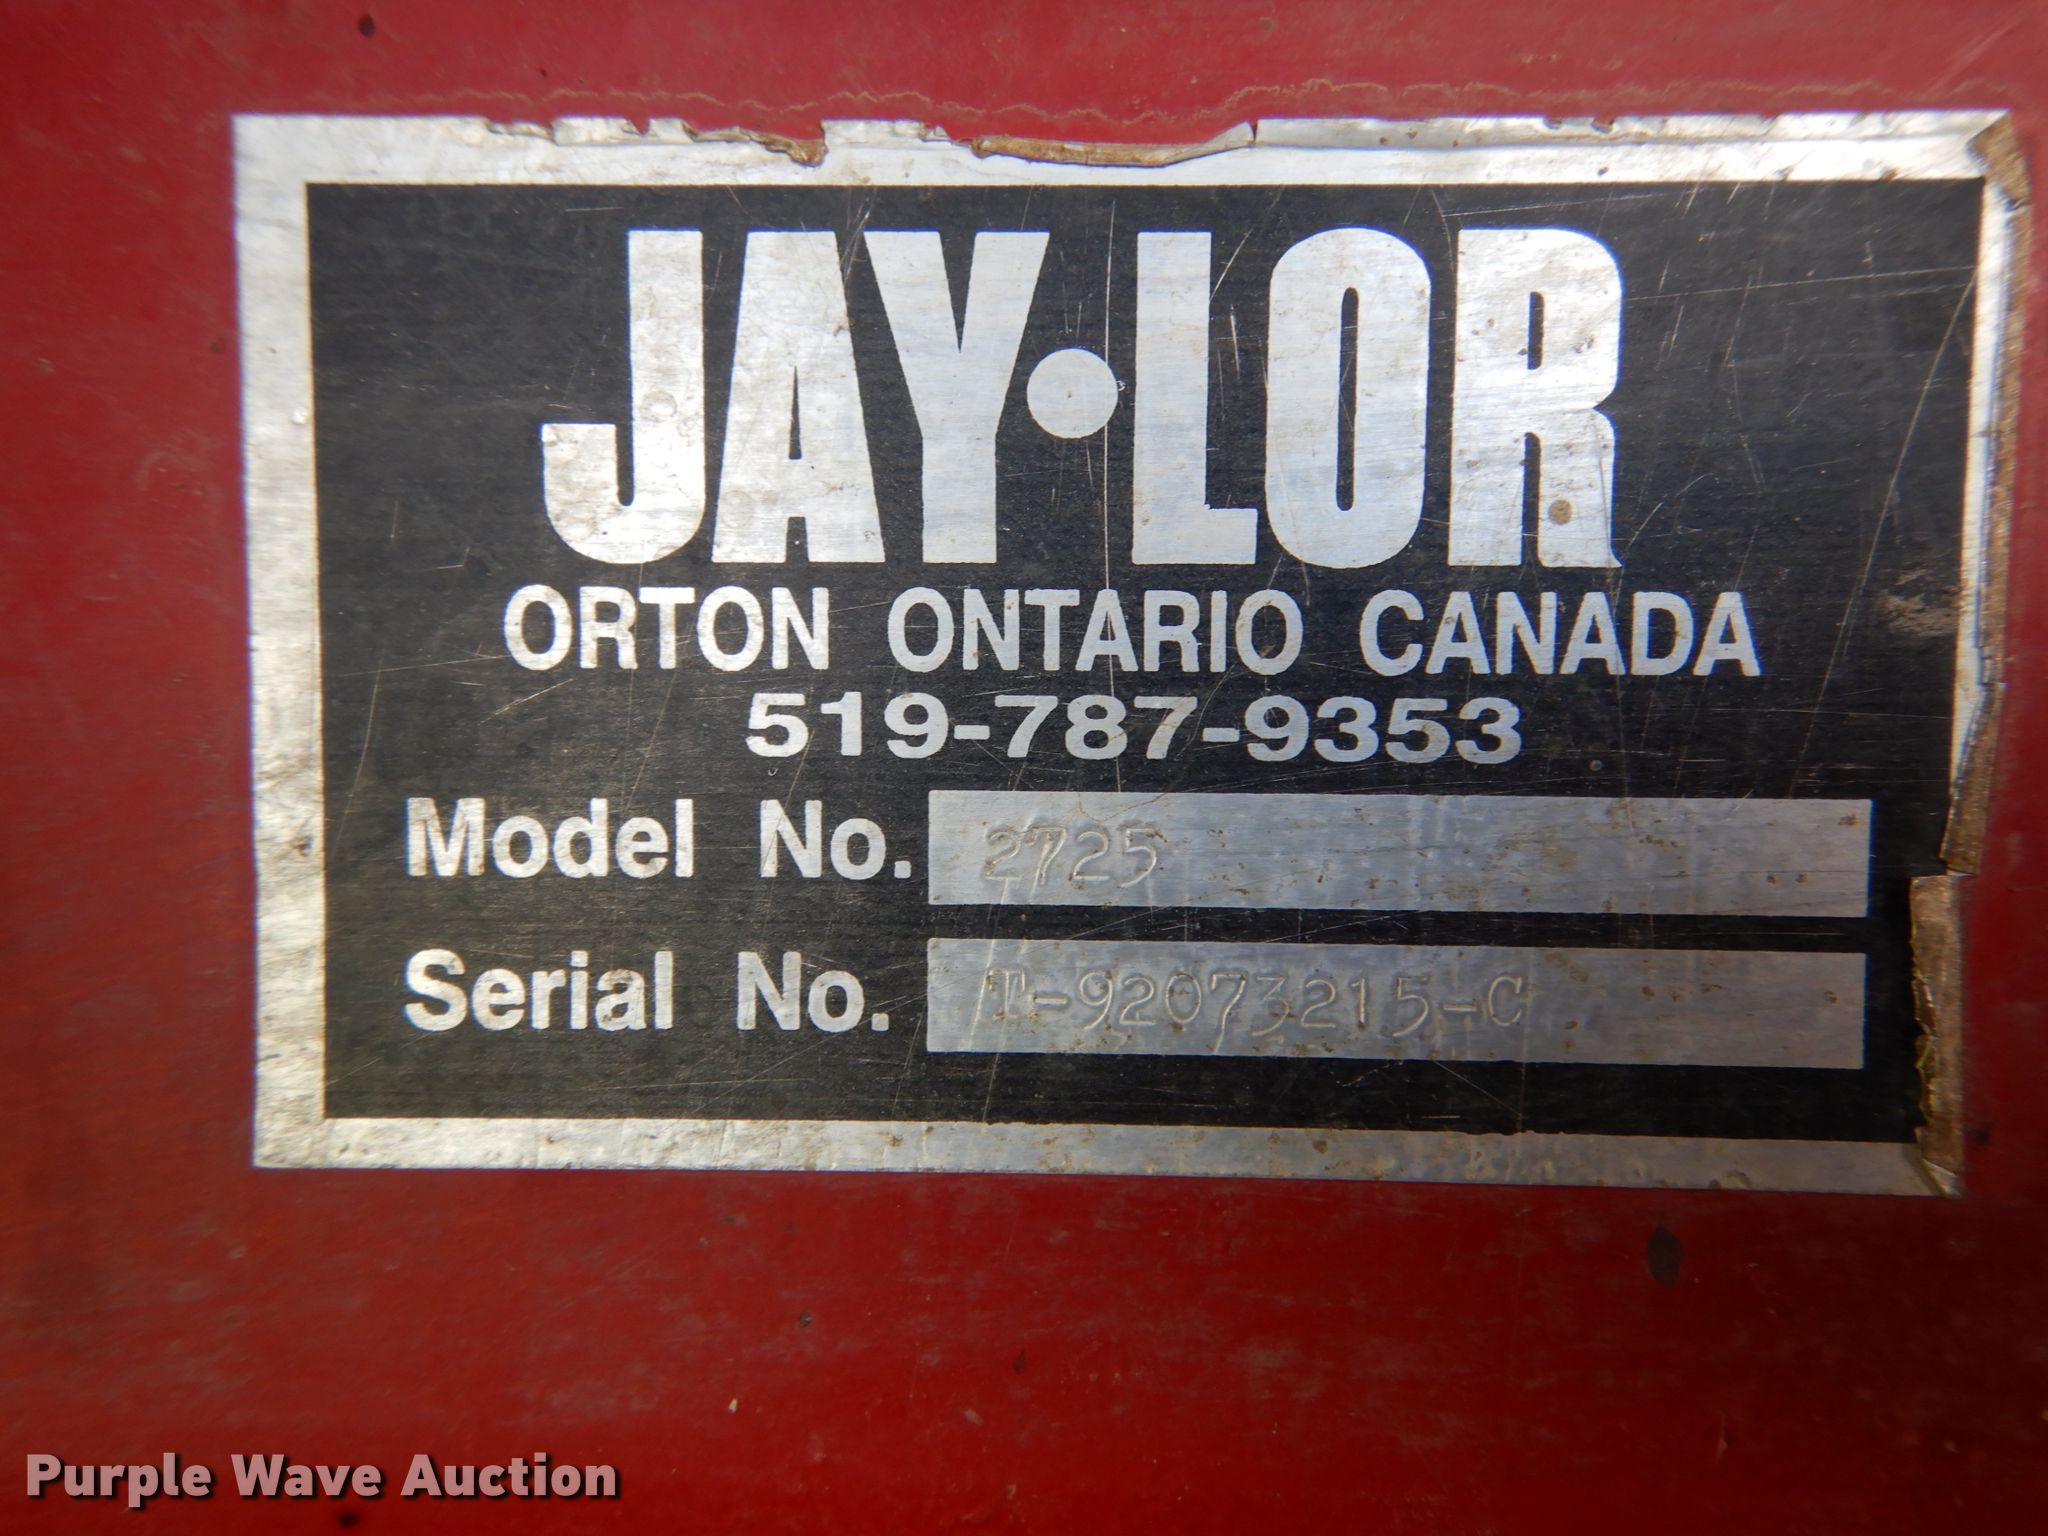 JAY•LOR
ORTON ONTARIO CANADA
519-787-9353
Model No. 2725
Serial No. T-92073215-C
Purple Wave Auction